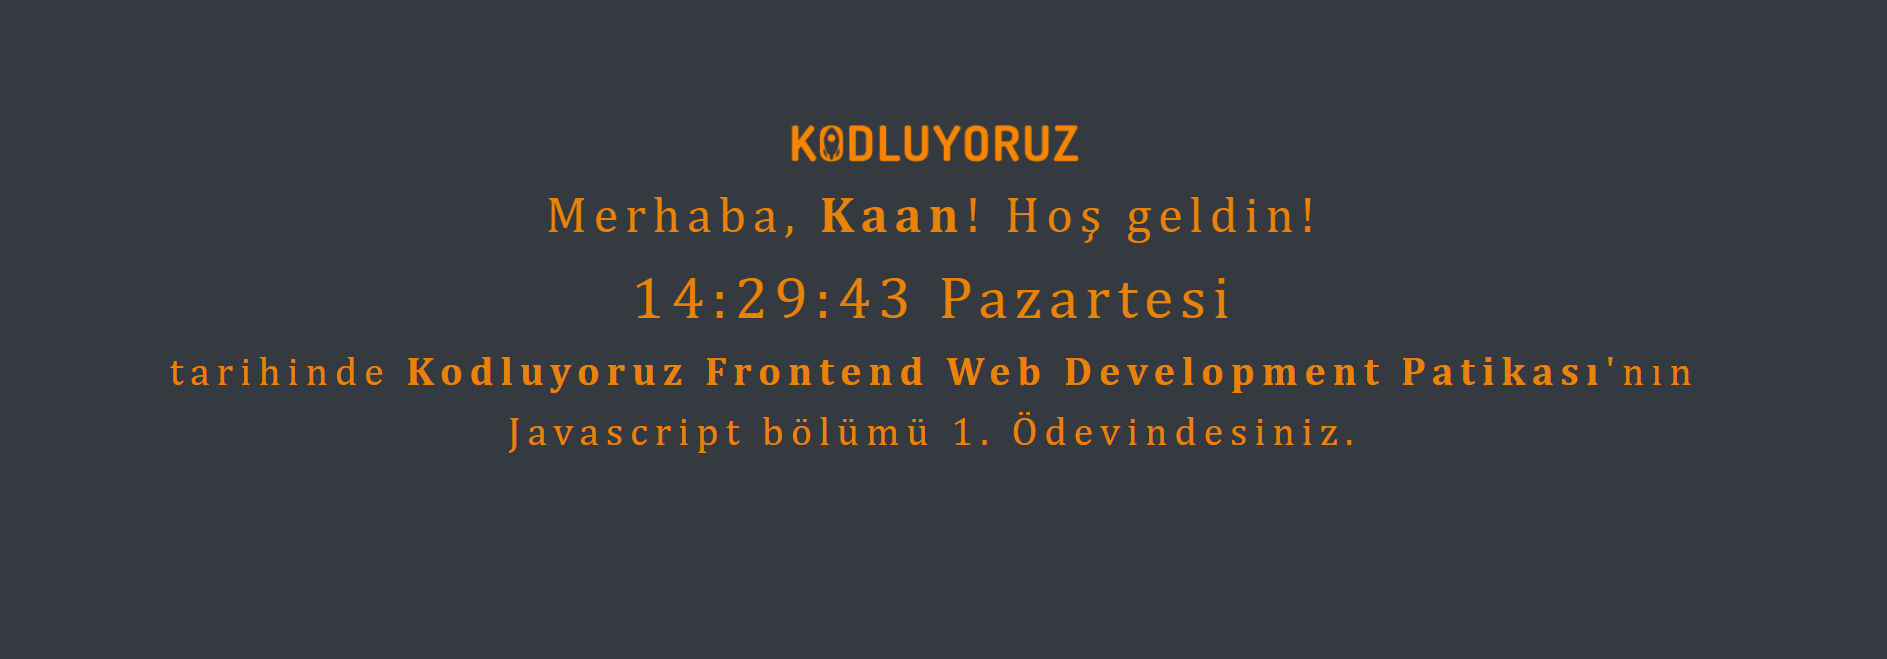 KODLUYORUZ
Merhaba, Kaan! Hoş geldin!
14:29:43 Pazartesi
tarihinde Kodluyoruz Frontend Web Development Patikası'nın
Javascript bölümü 1. Ödevindesiniz.